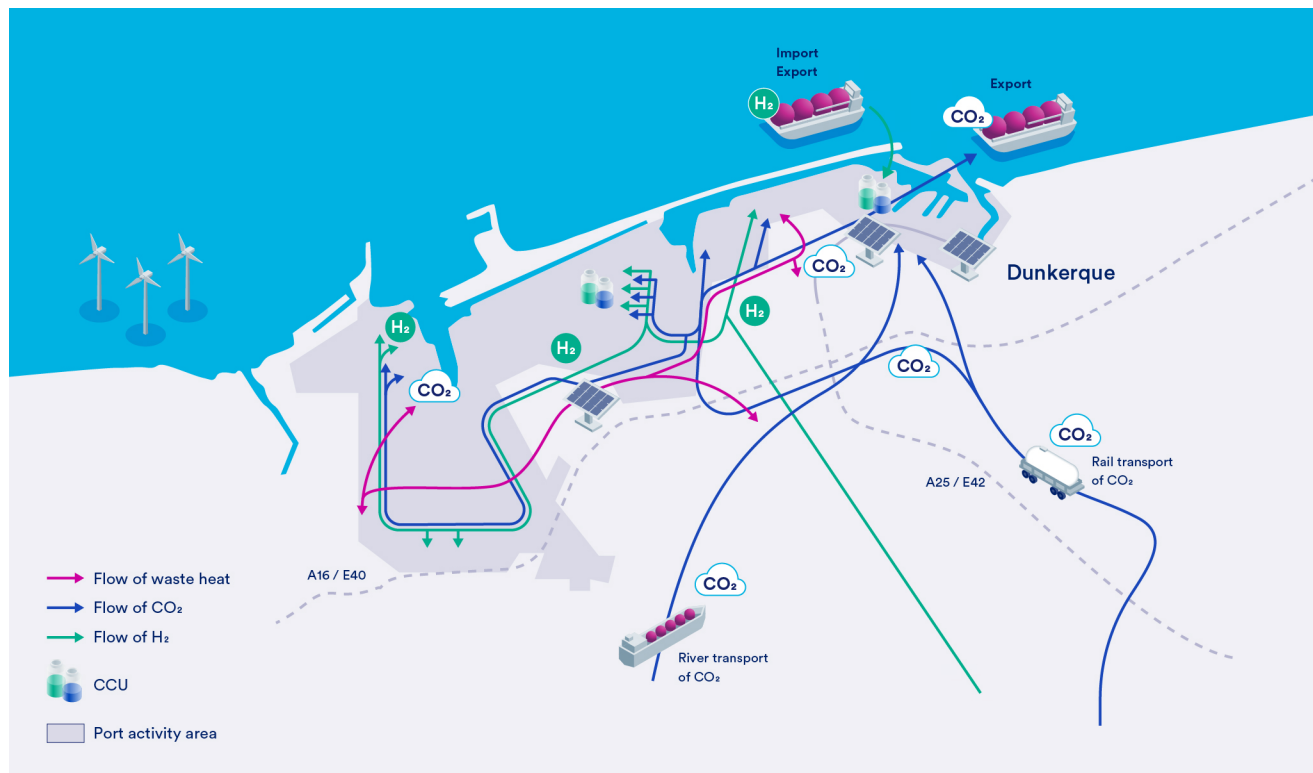 Import
Export
H₂
Export
CO₂
Dunkerque
CO₂
H₂
H₂
H₂
CO₂
CO₂
CO₂
Rail transport
of CO₂
A25 / E42
A16 / E40
CO₂
River transport
of CO₂
Flow of waste heat
Flow of CO₂
Flow of H₂
CCU
Port activity area